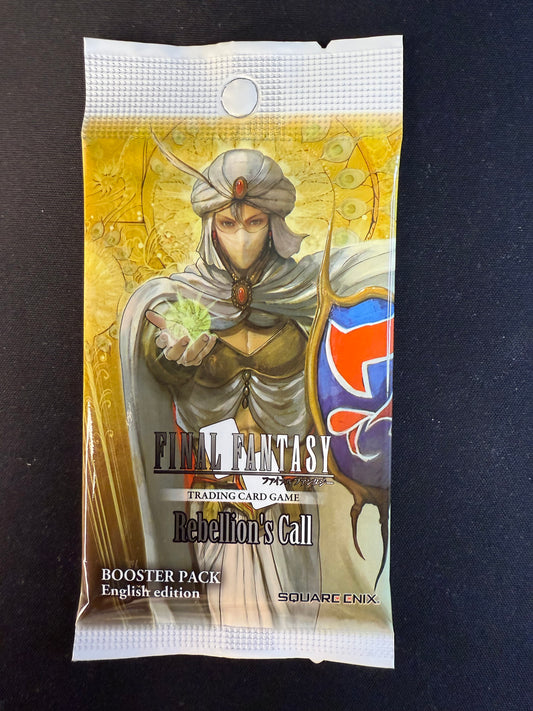 FINAL FANTASY
ファイナルファンタジー
TRADING CARD GAME
Rebellion's Call
BOOSTER PACK
English edition
SQUARE ENIX